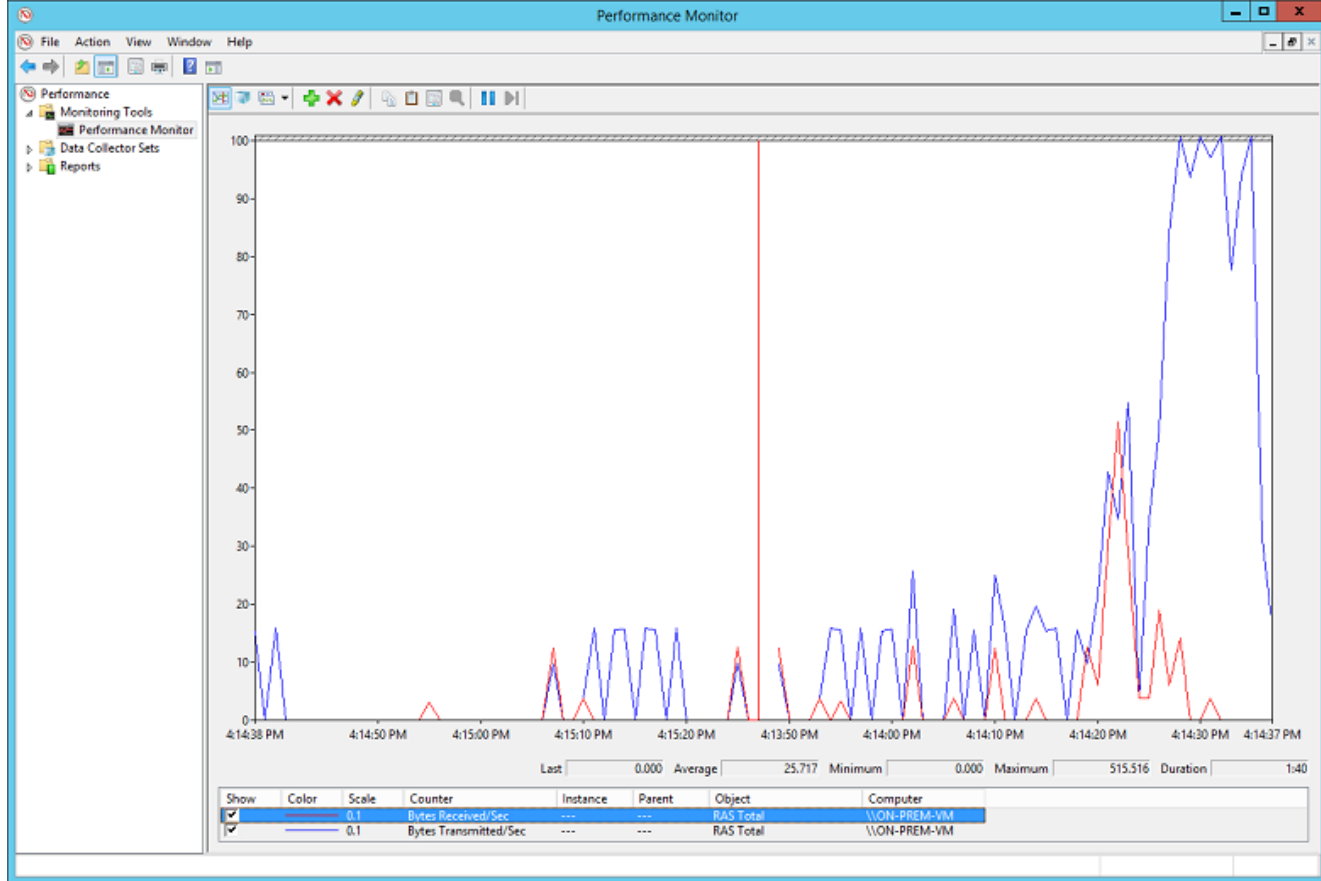 Performance Monitor
File Action View Window Help
Performance
Monitoring Tools
Performance Monitor
Data Collector Sets
Reports
100
90
80
70
60
50
40
30
20
10
0
4:14:38 PM 4:14:50 PM 4:15:00 PM 4:15:10 PM 4:15:20 PM 4:13:50 PM 4:14:00 PM 4:14:10 PM 4:14:20 PM 4:14:30 PM 4:14:37 PM
Last 0.000 Average 25.717 Minimum 0.000 Maximum 515.516 Duration 1:40
Show Color Scale Counter Instance Parent Object Computer
0.1 Bytes Received/Sec --- --- RAS Total \\ON-PREM-VM
0.1 Bytes Transmitted/Sec --- --- RAS Total \\ON-PREM-VM